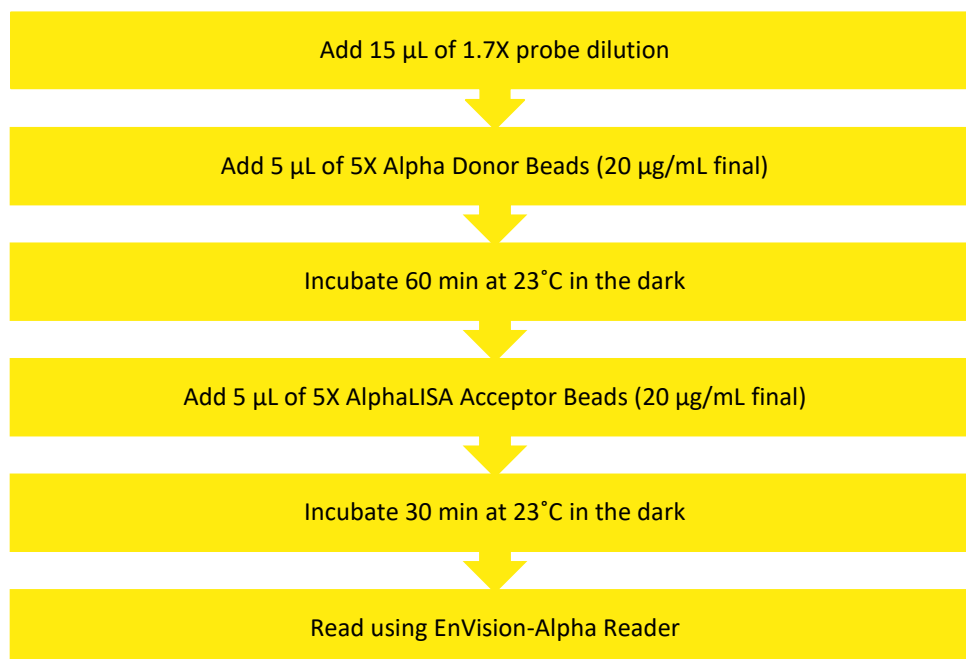 Add 15 µL of 1.7X probe dilution
Add 5 µL of 5X Alpha Donor Beads (20 µg/mL final)
Incubate 60 min at 23˚C in the dark
Add 5 µL of 5X AlphaLISA Acceptor Beads (20 µg/mL final)
Incubate 30 min at 23˚C in the dark
Read using EnVision-Alpha Reader